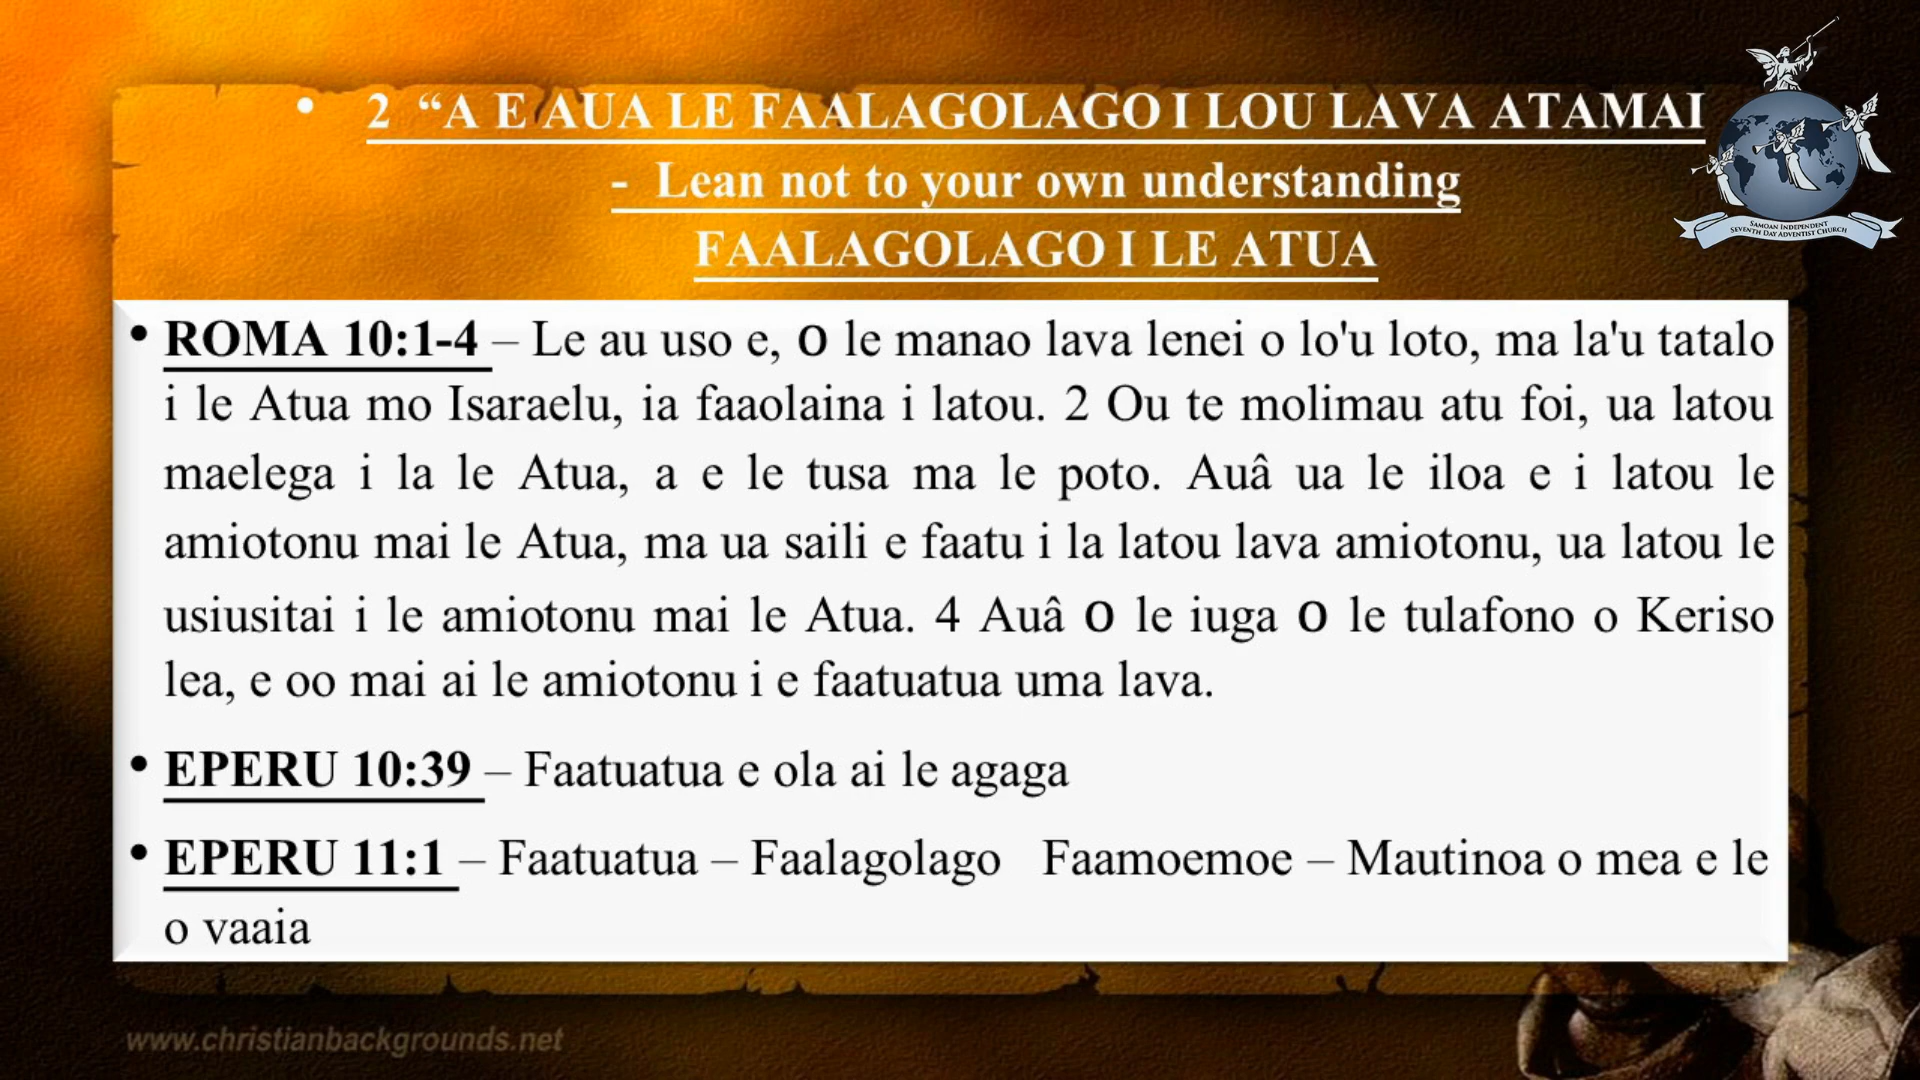 • 2 “A E AUA LE FAALAGOLAGO I LOU LAVA ATAMAI
- Lean not to your own understanding
FAALAGOLAGO I LE ATUA
SAMOAN INDEPENDENT
SEVENTH DAY ADVENTIST CHURCH
• ROMA 10:1-4 – Le au uso e, o le manao lava lenei o lo'u loto, ma la'u tatalo
i le Atua mo Isaraelu, ia faaolaina i latou. 2 Ou te molimau atu foi, ua latou
maelega i la le Atua, a e le tusa ma le poto. Auâ ua le iloa e i latou le
amiotonu mai le Atua, ma ua saili e faatu i la latou lava amiotonu, ua latou le
usiusitai i le amiotonu mai le Atua. 4 Auâ o le iuga o le tulafono o Keriso
lea, e oo mai ai le amiotonu i e faatuatua uma lava.
• EPERU 10:39 – Faatuatua e ola ai le agaga
• EPERU 11:1 – Faatuatua – Faalagolago Faamoemoe – Mautinoa o mea e le
o vaaia
www.christianbackgrounds.net